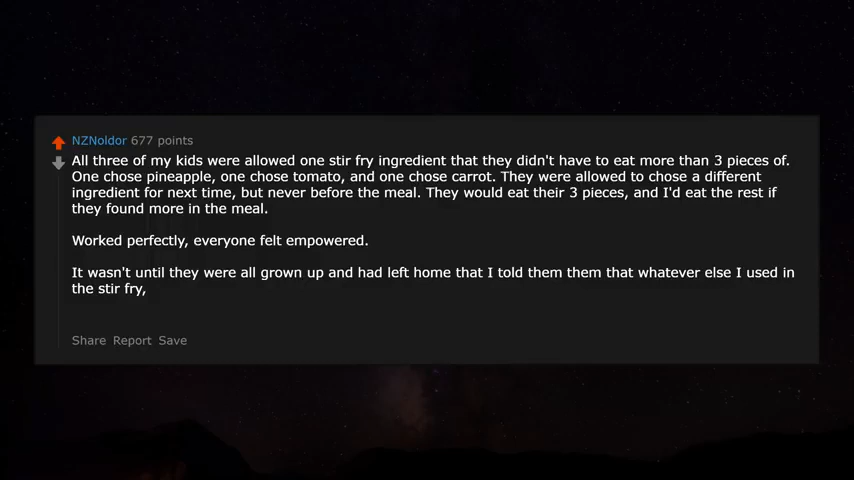 NZNoldor 677 points
All three of my kids were allowed one stir fry ingredient that they didn't have to eat more than 3 pieces of.
One chose pineapple, one chose tomato, and one chose carrot. They were allowed to chose a different
ingredient for next time, but never before the meal. They would eat their 3 pieces, and I'd eat the rest if
they found more in the meal.
Worked perfectly, everyone felt empowered.
It wasn't until they were all grown up and had left home that I told them them that whatever else I used in
the stir fry,
Share Report Save